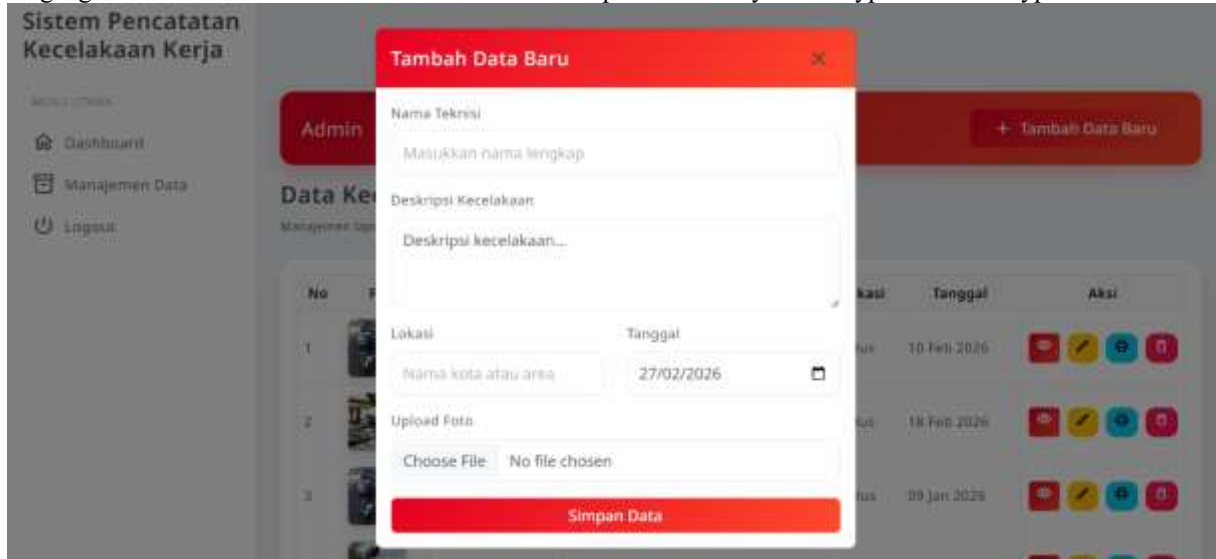 Sistem Pencatatan
Kecelakaan Kerja
MENU UTAMA
Dashboard
Manajemen Data
Logout
Admin
+ Tambah Data Baru
Data Ke
Manajemen
Tambah Data Baru
Nama Teknisi
Masukkan nama lengkap
Deskripsi Kecelakaan
Deskripsi kecelakaan...
Lokasi Tanggal
Nama kota atau area 27/02/2026
Upload Foto
Choose File No file chosen
Simpan Data
No F kasi Tanggal Aksi
1 10 Feb 2026
2 18 Feb 2026
3 09 Jan 2026